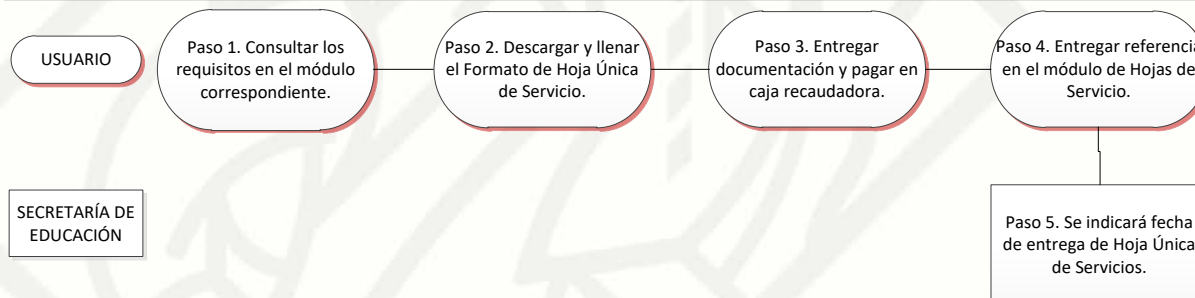 USUARIO
Paso 1. Consultar los
requisitos en el módulo
correspondiente.
Paso 2. Descargar y llenar
el Formato de Hoja Única
de Servicio.
Paso 3. Entregar
documentación y pagar en
caja recaudadora.
Paso 4. Entregar referencia
en el módulo de Hojas de
Servicio.
SECRETARÍA DE
EDUCACIÓN
Paso 5. Se indicará fecha
de entrega de Hoja Única
de Servicios.